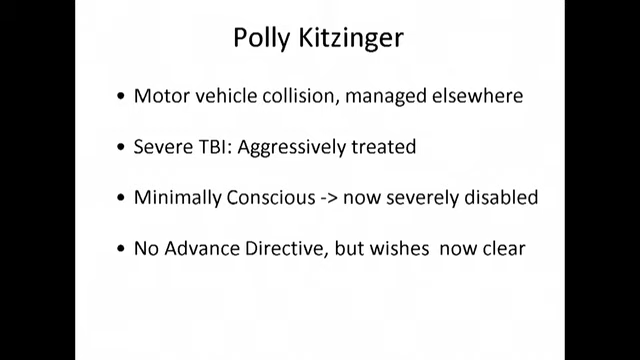 Polly Kitzinger
• Motor vehicle collision, managed elsewhere
• Severe TBI: Aggressively treated
• Minimally Conscious -> now severely disabled
• No Advance Directive, but wishes now clear